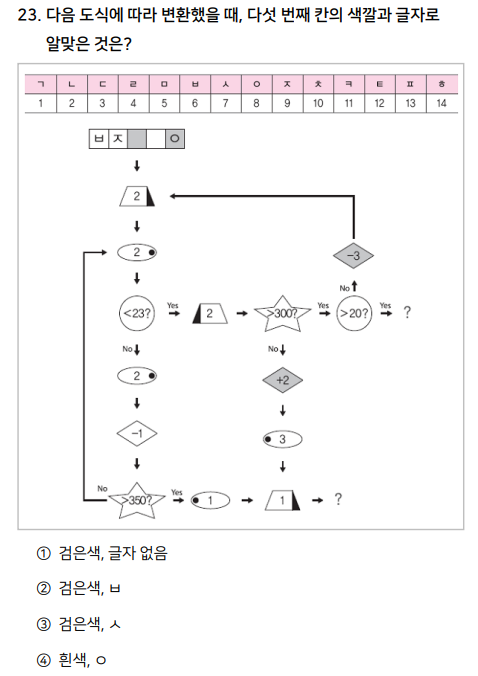 23. 다음 도식에 따라 변환했을 때, 다섯 번째 칸의 색깔과 글자로
알맞은 것은?
ㄱ ㄴ ㄷ ㄹ ㅁ ㅂ ㅅ ㅇ ㅈ ㅊ ㅋ ㅌ ㅍ ㅎ
1 2 3 4 5 6 7 8 9 10 11 12 13 14
ㅂ ㅈ ㅇ
2
2
−3
No
<23?
Yes
2
>300?
Yes
>20?
Yes
?
No
No
2
+2
−1
3
No
>350?
Yes
1
1
?
① 검은색, 글자 없음
② 검은색, ㅂ
③ 검은색, ㅅ
④ 흰색, ㅇ